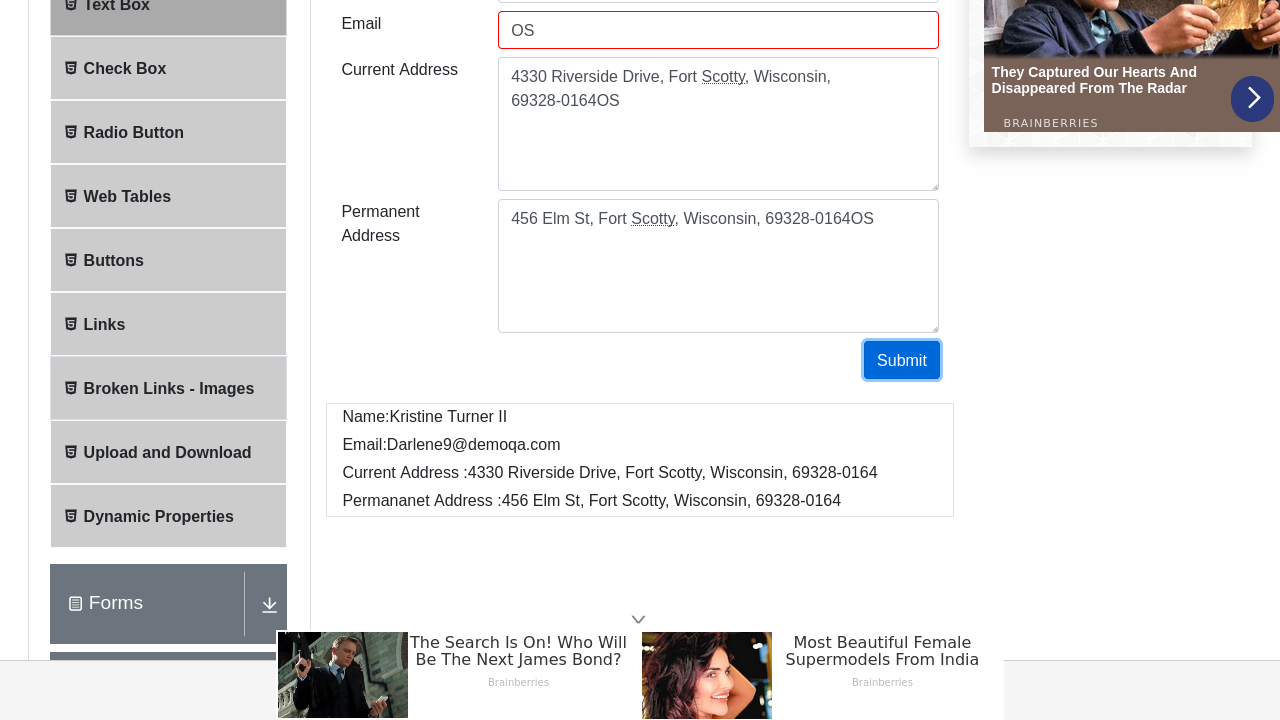 Text Box
Check Box
Radio Button
Web Tables
Buttons
Links
Broken Links - Images
Upload and Download
Dynamic Properties
Forms
Email
OS
Current Address
4330 Riverside Drive, Fort Scotty, Wisconsin,
69328-0164OS
Permanent
Address
456 Elm St, Fort Scotty, Wisconsin, 69328-0164OS
Submit
Name:Kristine Turner II
Email:Darlene9@demoqa.com
Current Address :4330 Riverside Drive, Fort Scotty, Wisconsin, 69328-0164
Permananet Address :456 Elm St, Fort Scotty, Wisconsin, 69328-0164
They Captured Our Hearts And
Disappeared From The Radar
BRAINBERRIES
The Search Is On! Who Will
Be The Next James Bond?
Brainberries
Most Beautiful Female
Supermodels From India
Brainberries